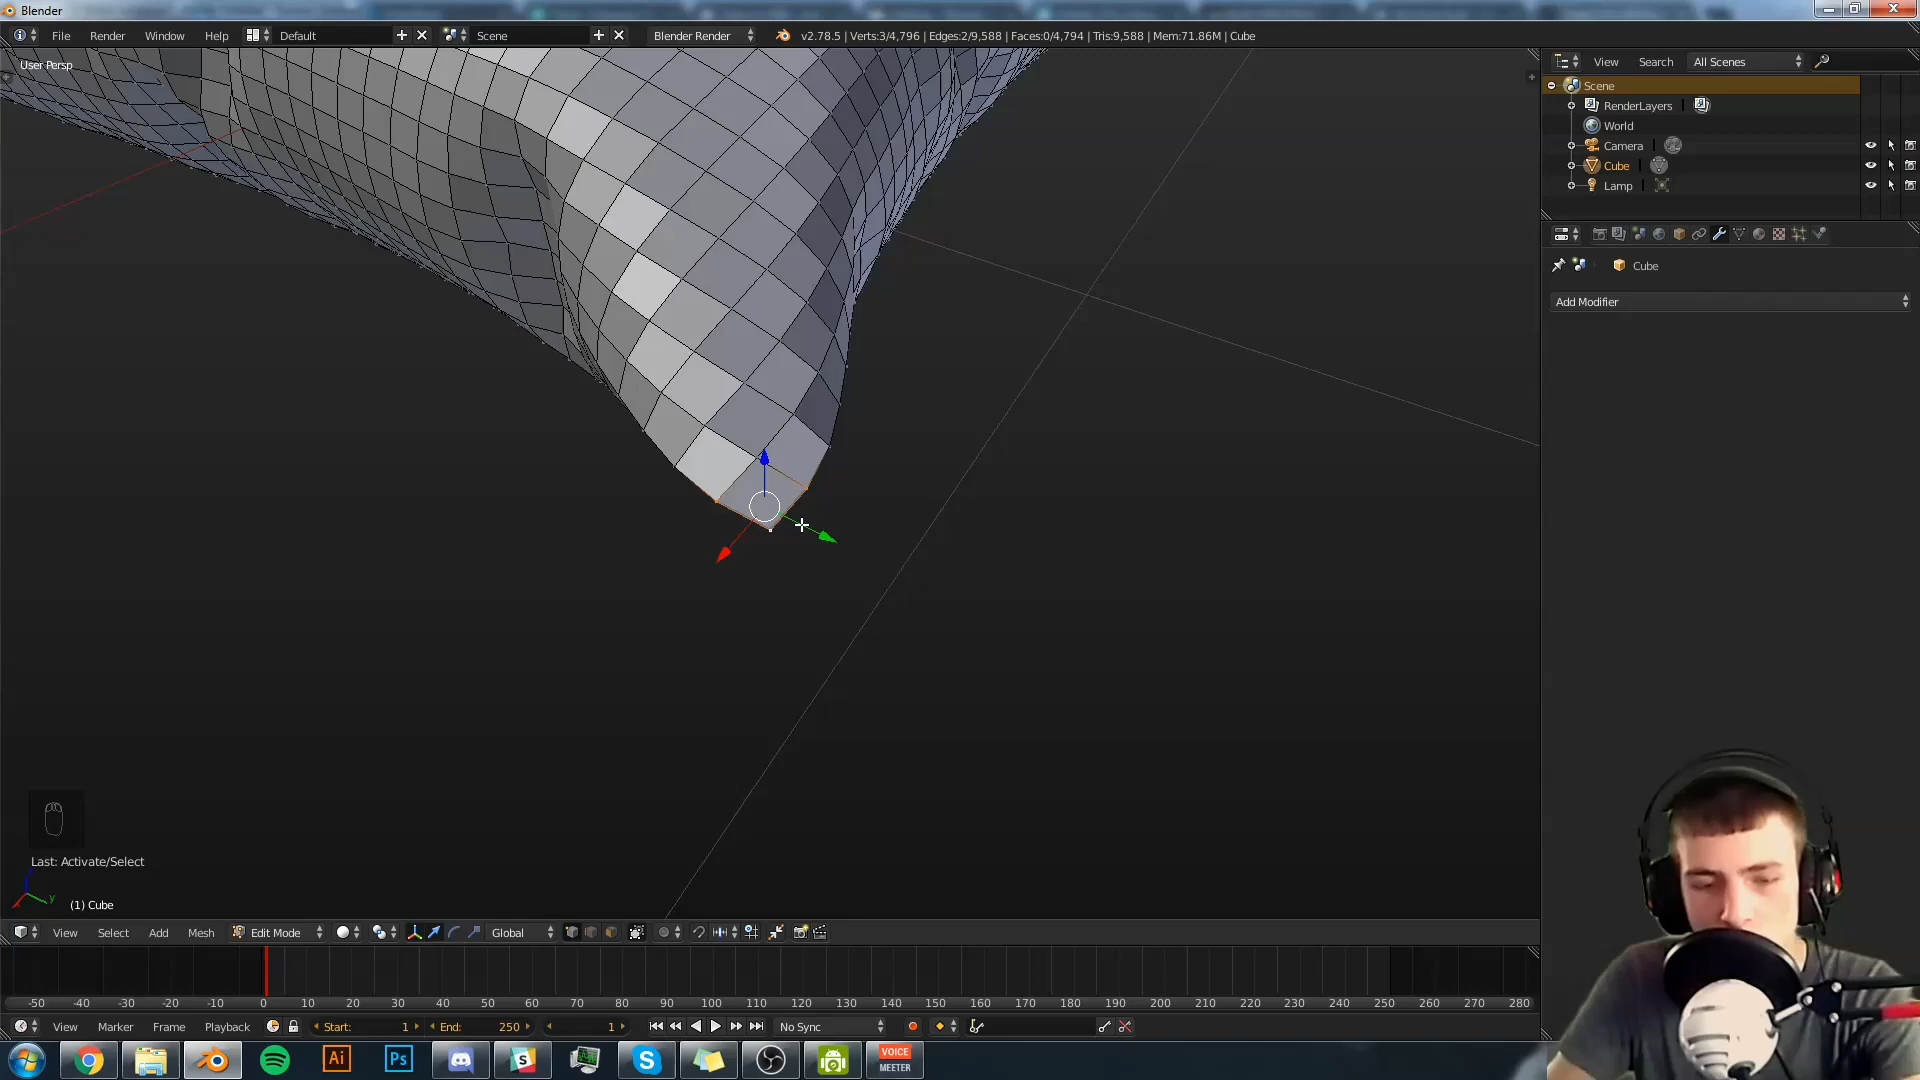 Blender
File Render Window Help Default Scene Blender Render v2.78.5 | Verts:3/4,796 | Edges:2/9,588 | Faces:0/4,794 | Tris:9,588 | Mem:71.86M | Cube
User Persp
View Search All Scenes
Scene
RenderLayers
World
Camera
Cube
Lamp
Cube
Add Modifier
Last: Activate/Select
y
(1) Cube
View Select Add Mesh Edit Mode Global
-50 -40 -30 -20 -10 0 10 20 30 40 50 60 70 80 90 100 110 120 130 140 150 160 170 180 190 200 210 220 230 240 250 260 270 280
View Marker Frame Playback Start: 1 End: 250 1 No Sync
Ai Ps S VOICE
MEETER